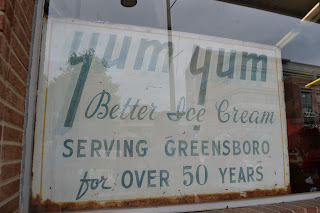 yum yum
Better Ice Cream
SERVING GREENSBORO
for OVER 50 YEARS